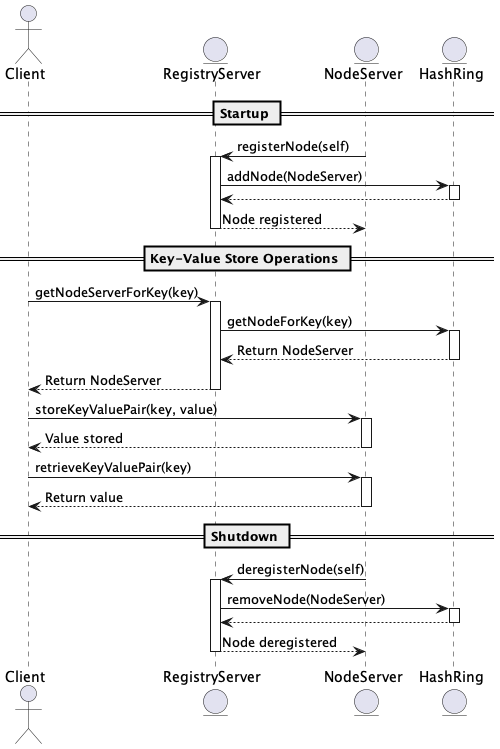 Client
RegistryServer
NodeServer
HashRing
Startup
registerNode(self)
addNode(NodeServer)
Node registered
Key-Value Store Operations
getNodeServerForKey(key)
getNodeForKey(key)
Return NodeServer
Return NodeServer
storeKeyValuePair(key, value)
Value stored
retrieveKeyValuePair(key)
Return value
Shutdown
deregisterNode(self)
removeNode(NodeServer)
Node deregistered
Client
RegistryServer
NodeServer
HashRing